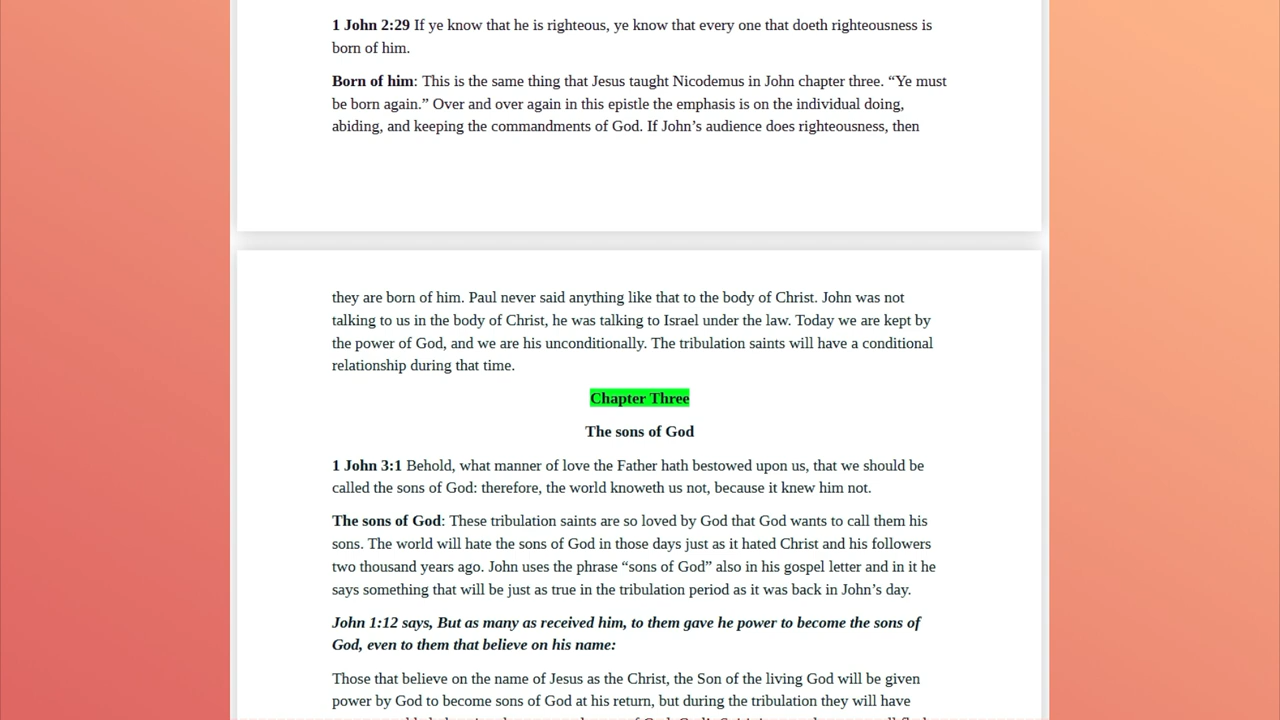 1 John 2:29 If ye know that he is righteous, ye know that every one that doeth righteousness is
born of him.
Born of him: This is the same thing that Jesus taught Nicodemus in John chapter three. “Ye must
be born again.” Over and over again in this epistle the emphasis is on the individual doing,
abiding, and keeping the commandments of God. If John’s audience does righteousness, then
they are born of him. Paul never said anything like that to the body of Christ. John was not
talking to us in the body of Christ, he was talking to Israel under the law. Today we are kept by
the power of God, and we are his unconditionally. The tribulation saints will have a conditional
relationship during that time.
Chapter Three
The sons of God
1 John 3:1 Behold, what manner of love the Father hath bestowed upon us, that we should be
called the sons of God: therefore, the world knoweth us not, because it knew him not.
The sons of God: These tribulation saints are so loved by God that God wants to call them his
sons. The world will hate the sons of God in those days just as it hated Christ and his followers
two thousand years ago. John uses the phrase “sons of God” also in his gospel letter and in it he
says something that will be just as true in the tribulation period as it was back in John’s day.
John 1:12 says, But as many as received him, to them gave he power to become the sons of
God, even to them that believe on his name:
Those that believe on the name of Jesus as the Christ, the Son of the living God will be given
power by God to become sons of God at his return, but during the tribulation they will have